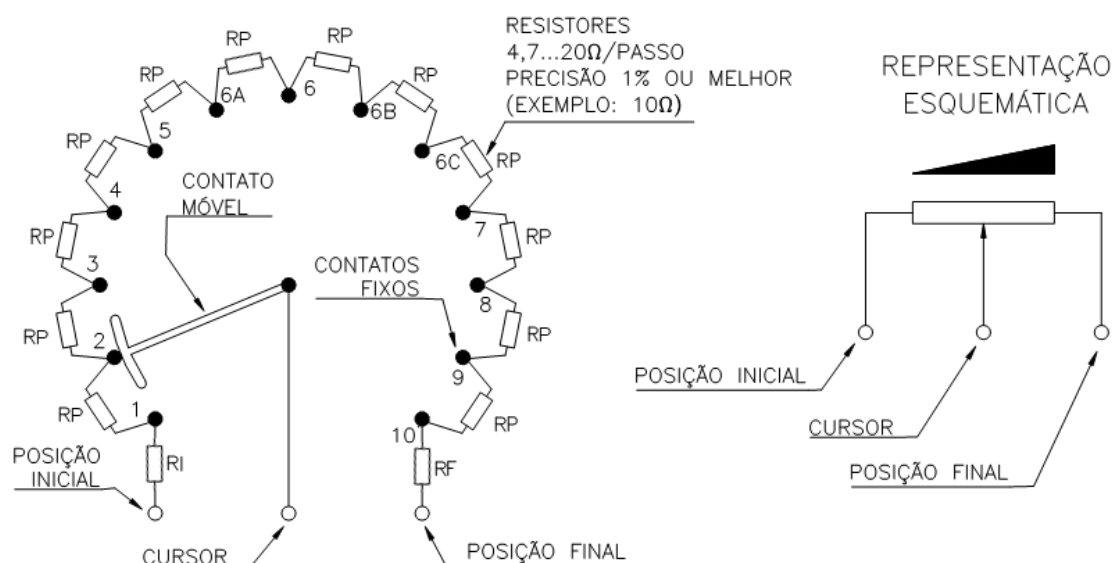 RP
RP
RESISTORES
4,7...20Ω/PASSO
PRECISÃO 1% OU MELHOR
(EXEMPLO: 10Ω)
REPRESENTAÇÃO
ESQUEMÁTICA
RP
6A
6
6B
RP
5
6C
RP
RP
4
CONTATO
MÓVEL
7
RP
3
CONTATOS
FIXOS
RP
8
RP
2
9
RP
RP
1
10
RP
POSIÇÃO
INICIAL
RI
RF
CURSOR
POSIÇÃO FINAL
POSIÇÃO INICIAL
CURSOR
POSIÇÃO FINAL